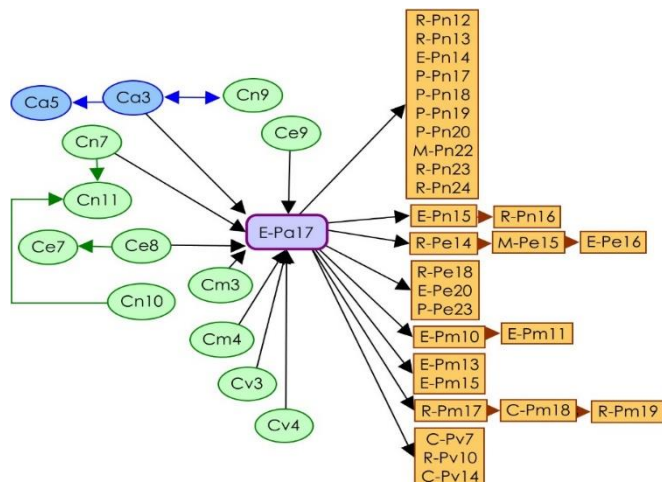 R-Pn12
R-Pn13
E-Pn14
P-Pn17
P-Pn18
P-Pn19
P-Pn20
M-Pn22
R-Pn23
R-Pn24
Ca5
Ca3
Cn9
Ce9
Cn7
Cn11
E-Pa17
E-Pn15
R-Pn16
Ce7
Ce8
R-Pe14
M-Pe15
E-Pe16
Cm3
R-Pe18
E-Pe20
P-Pe23
Cn10
Cm4
E-Pm10
E-Pm11
Cv3
E-Pm13
E-Pm15
R-Pm17
C-Pm18
R-Pm19
Cv4
C-Pv7
R-Pv10
C-Pv14